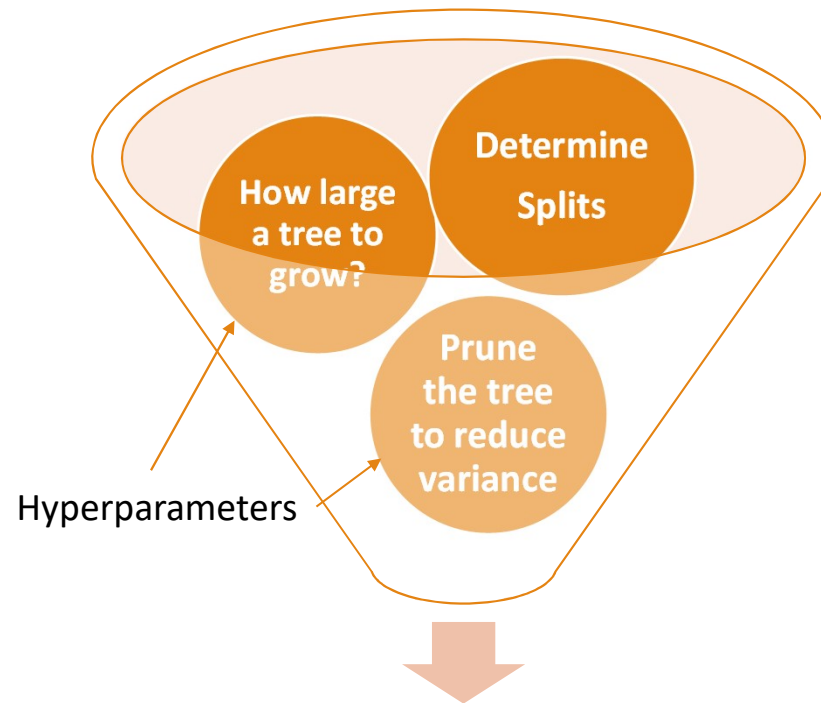 How large
a tree to
grow?
Determine
Splits
Prune
the tree
to reduce
variance
Hyperparameters